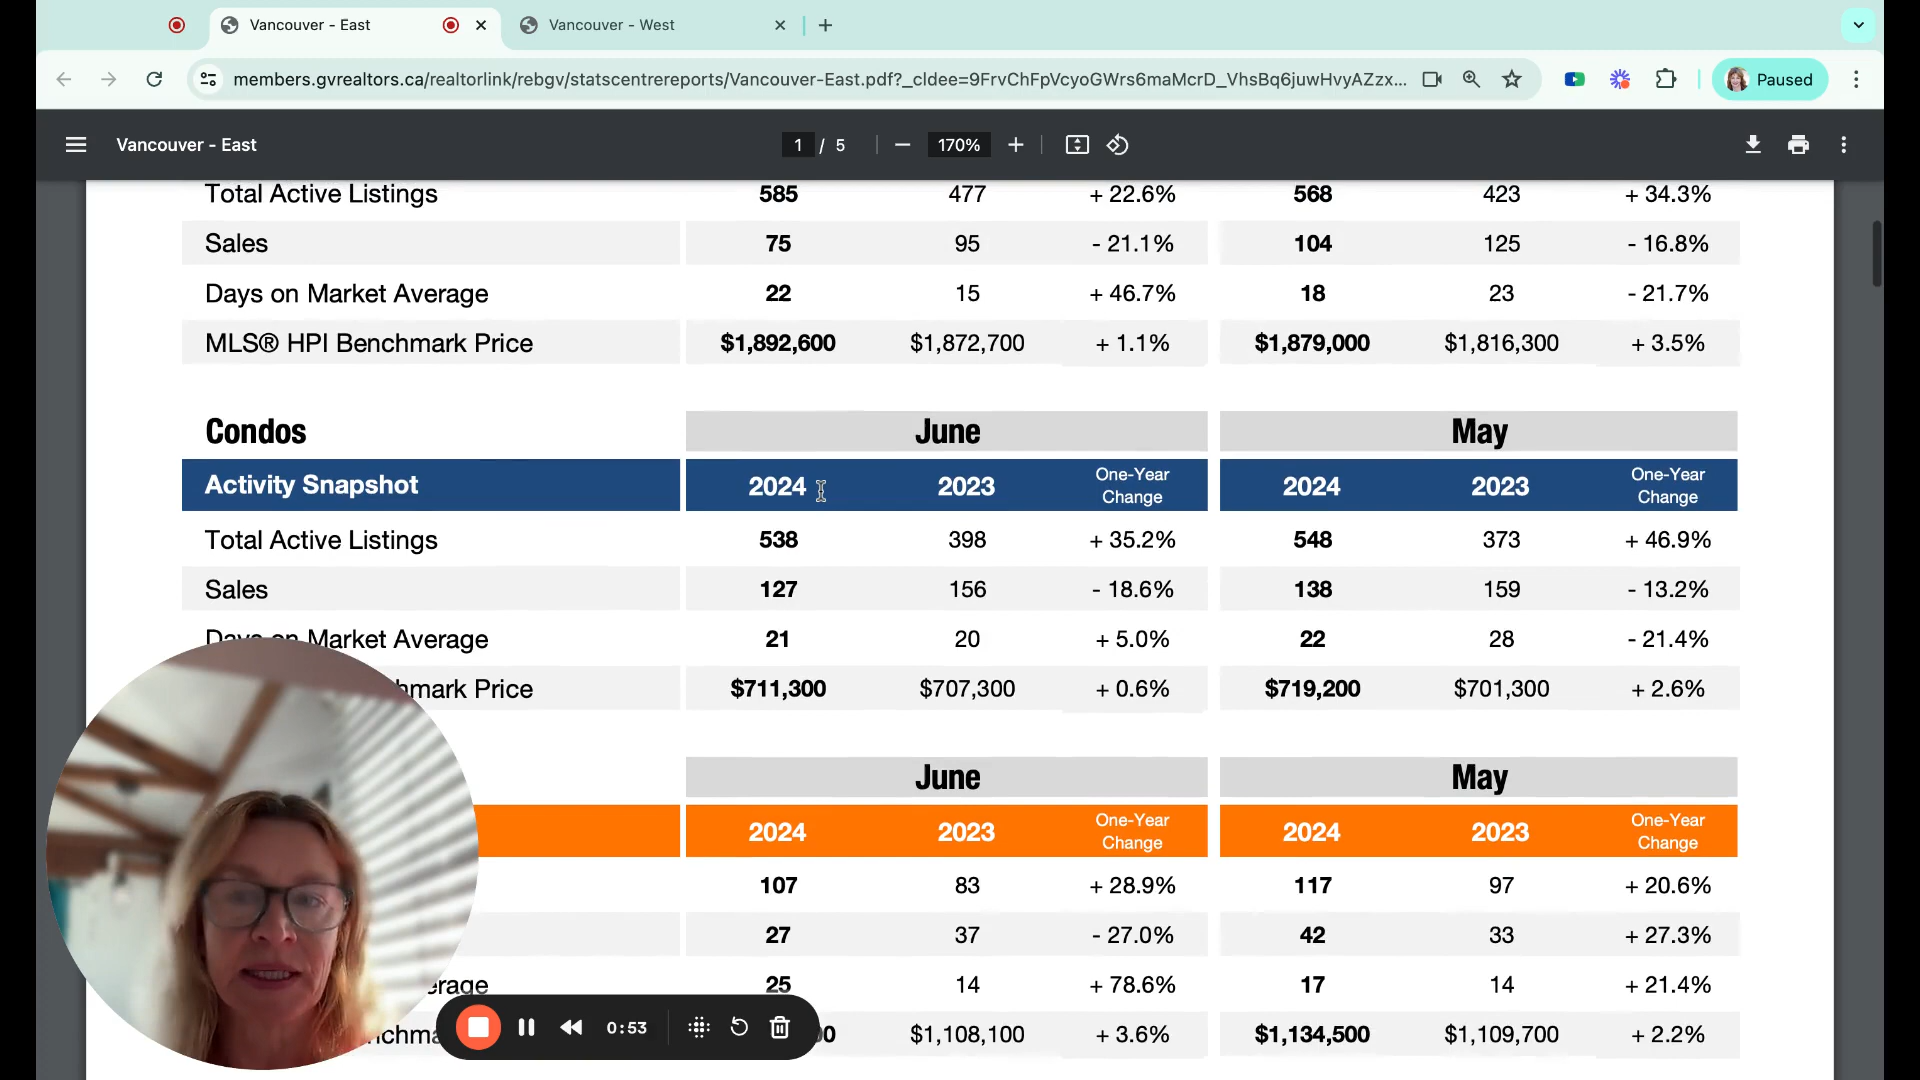 Vancouver - East
Vancouver - West
members.gvrealtors.ca/realtorlink/rebgv/statscentrereports/Vancouver-East.pdf?_cldee=9FrvChFpVcyoGWrs6maMcrD_VhsBq6juwHvyAZzx...
Paused
Vancouver - East
1 / 5
170%
Total Active Listings 585 477 + 22.6% 568 423 + 34.3%
Sales 75 95 - 21.1% 104 125 - 16.8%
Days on Market Average 22 15 + 46.7% 18 23 - 21.7%
MLS® HPI Benchmark Price $1,892,600 $1,872,700 + 1.1% $1,879,000 $1,816,300 + 3.5%
Condos June May
Activity Snapshot 2024 2023 One-Year Change 2024 2023 One-Year Change
Total Active Listings 538 398 + 35.2% 548 373 + 46.9%
Sales 127 156 - 18.6% 138 159 - 13.2%
Days on Market Average 21 20 + 5.0% 22 28 - 21.4%
hmark Price $711,300 $707,300 + 0.6% $719,200 $701,300 + 2.6%
June May
2024 2023 One-Year Change 2024 2023 One-Year Change
107 83 + 28.9% 117 97 + 20.6%
27 37 - 27.0% 42 33 + 27.3%
erage 25 14 + 78.6% 17 14 + 21.4%
nchma 00 $1,108,100 + 3.6% $1,134,500 $1,109,700 + 2.2%
0:53